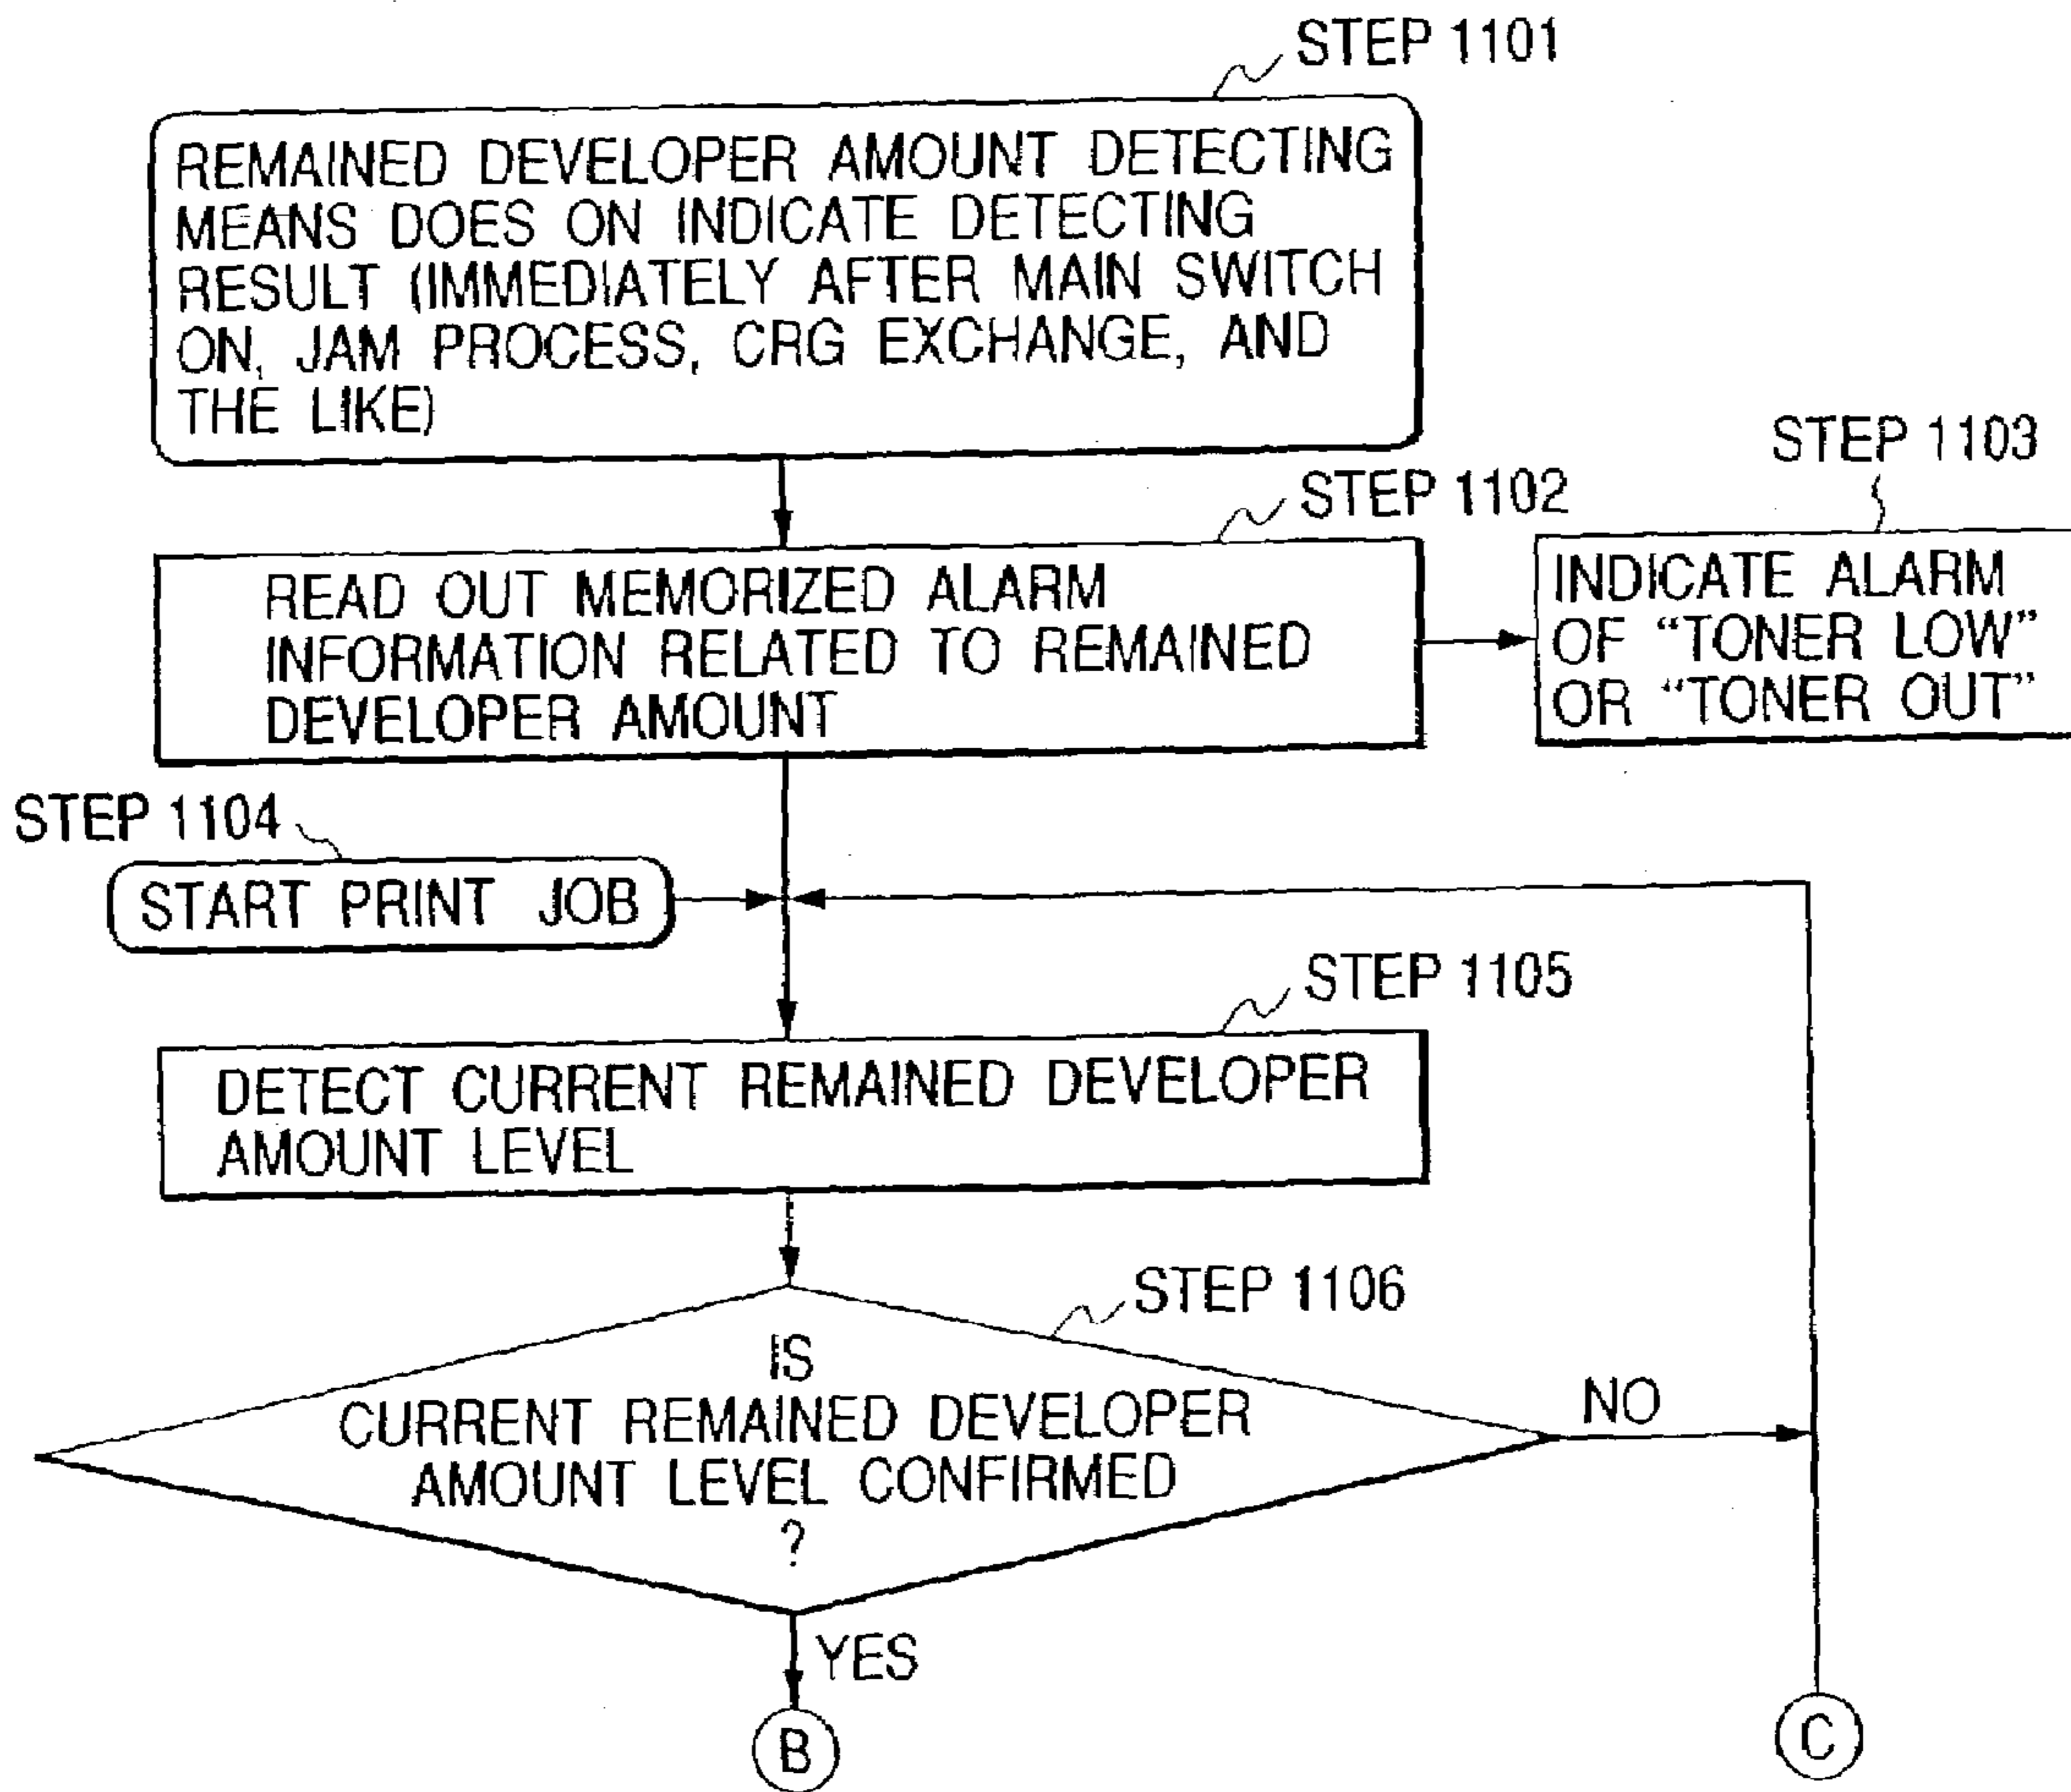 STEP 1101
REMAINED DEVELOPER AMOUNT DETECTING
MEANS DOES ON INDICATE DETECTING
RESULT (IMMEDIATELY AFTER MAIN SWITCH
ON, JAM PROCESS, CRG EXCHANGE, AND
THE LIKE)
STEP 1102
READ OUT MEMORIZED ALARM
INFORMATION RELATED TO REMAINED
DEVELOPER AMOUNT
STEP 1103
INDICATE ALARM
OF “TONER LOW”
OR “TONER OUT”
STEP 1104
START PRINT JOB
STEP 1105
DETECT CURRENT REMAINED DEVELOPER
AMOUNT LEVEL
STEP 1106
IS
CURRENT REMAINED DEVELOPER
AMOUNT LEVEL CONFIRMED
?
NO
YES
B
C